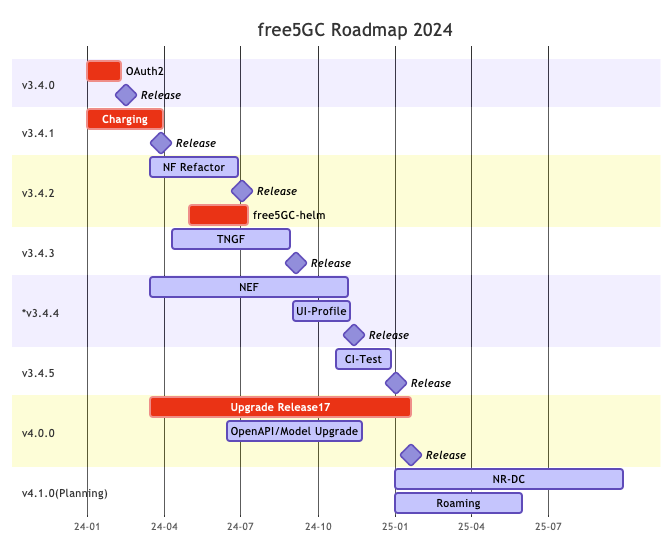 free5GC Roadmap 2024
v3.4.0
OAuth2
Release
v3.4.1
Charging
Release
v3.4.2
NF Refactor
Release
free5GC-helm
v3.4.3
TNGF
Release
*v3.4.4
NEF
UI-Profile
Release
v3.4.5
CI-Test
Release
v4.0.0
Upgrade Release17
OpenAPI/Model Upgrade
Release
v4.1.0(Planning)
NR-DC
Roaming
24-01 24-04 24-07 24-10 25-01 25-04 25-07